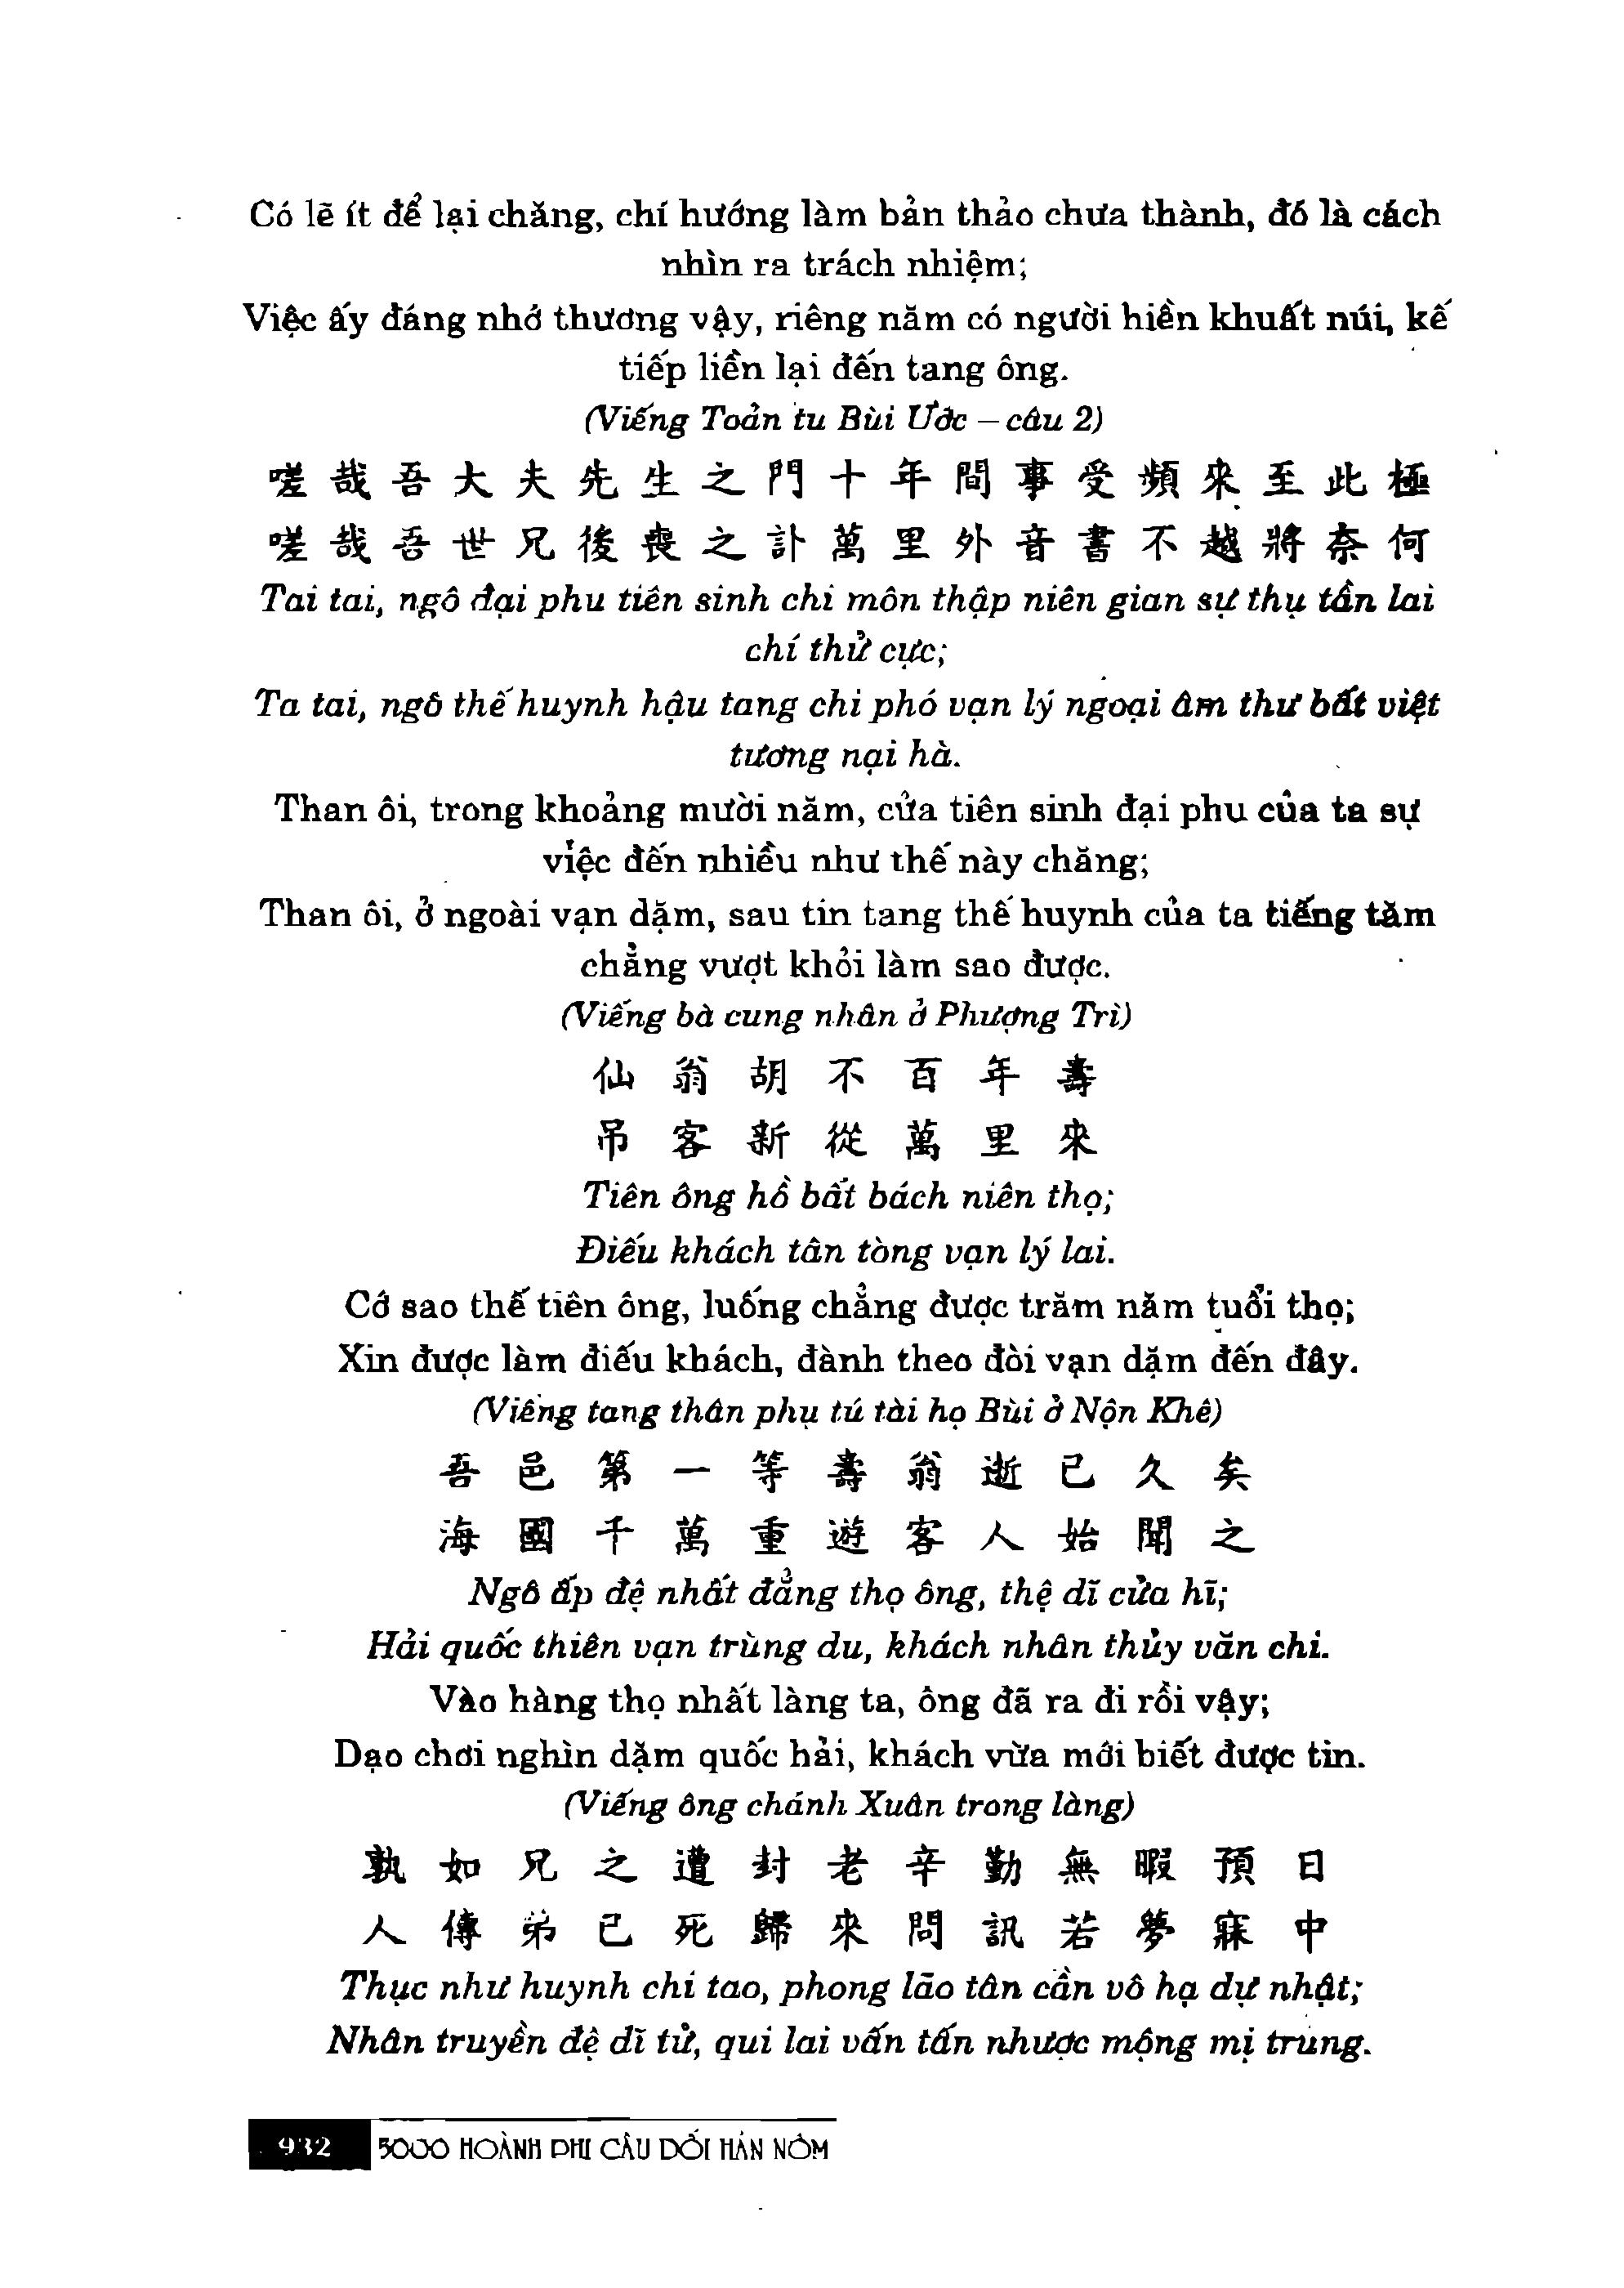 Có lẽ ít để lại chăng, chí hướng làm bản thảo chưa thành, đó là cách
nhìn ra trách nhiệm;
Việc ấy đáng nhớ thương vậy, riêng năm có người hiền khuất núi, kế
tiếp liền lại đến tang ông.
(Viếng Toản tu Bùi Ước – câu 2)
嗟哉吾大夫先生之門十年間事受頻來至此極
嗟哉吾世兄後喪之訃萬里外音書不越將奈何
Tai tai, ngô đại phu tiên sinh chi môn thập niên gian sự thụ tần lai
chí thử cực;
Ta tai, ngô thế huynh hậu tang chi phó vạn lý ngoại âm thư bất việt
tương nại hà.
Than ôi, trong khoảng mười năm, cửa tiên sinh đại phu của ta sự
việc đến nhiều như thế này chăng;
Than ôi, ở ngoài vạn dặm, sau tin tang thế huynh của ta tiếng tăm
chẳng vượt khỏi làm sao được.
(Viếng bà cung nhân ở Phượng Trì)
仙翁胡不百年壽
吊客新從萬里來
Tiên ông hồ bất bách niên thọ;
Điếu khách tân tòng vạn lý lai.
Cớ sao thế tiên ông, luống chẳng được trăm năm tuổi thọ;
Xin được làm điếu khách, đành theo đòi vạn dặm đến đây.
(Viếng tang thân phụ tú tài họ Bùi ở Nộn Khê)
吾邑第一等壽翁逝已久矣
海國千萬重遊客人始聞之
Ngô ấp đệ nhất đẳng thọ ông, thệ dĩ cửa hĩ;
Hải quốc thiên vạn trùng du, khách nhân thủy văn chi.
Vào hàng thọ nhất làng ta, ông đã ra đi rồi vậy;
Dạo chơi nghìn dặm quốc hải, khách vừa mới biết được tin.
(Viếng ông chánh Xuân trong làng)
孰如兄之遭封老辛勤無暇預日
人傳弟已死歸來問訊若夢寐中
Thục như huynh chi tao, phong lão tân cần vô hạ dự nhật;
Nhân truyền đệ dĩ tử, qui lai vấn tấn nhược mộng mị trung.
932 5000 HOÀNH PHI CÂU ĐỐI HÁN NÔM